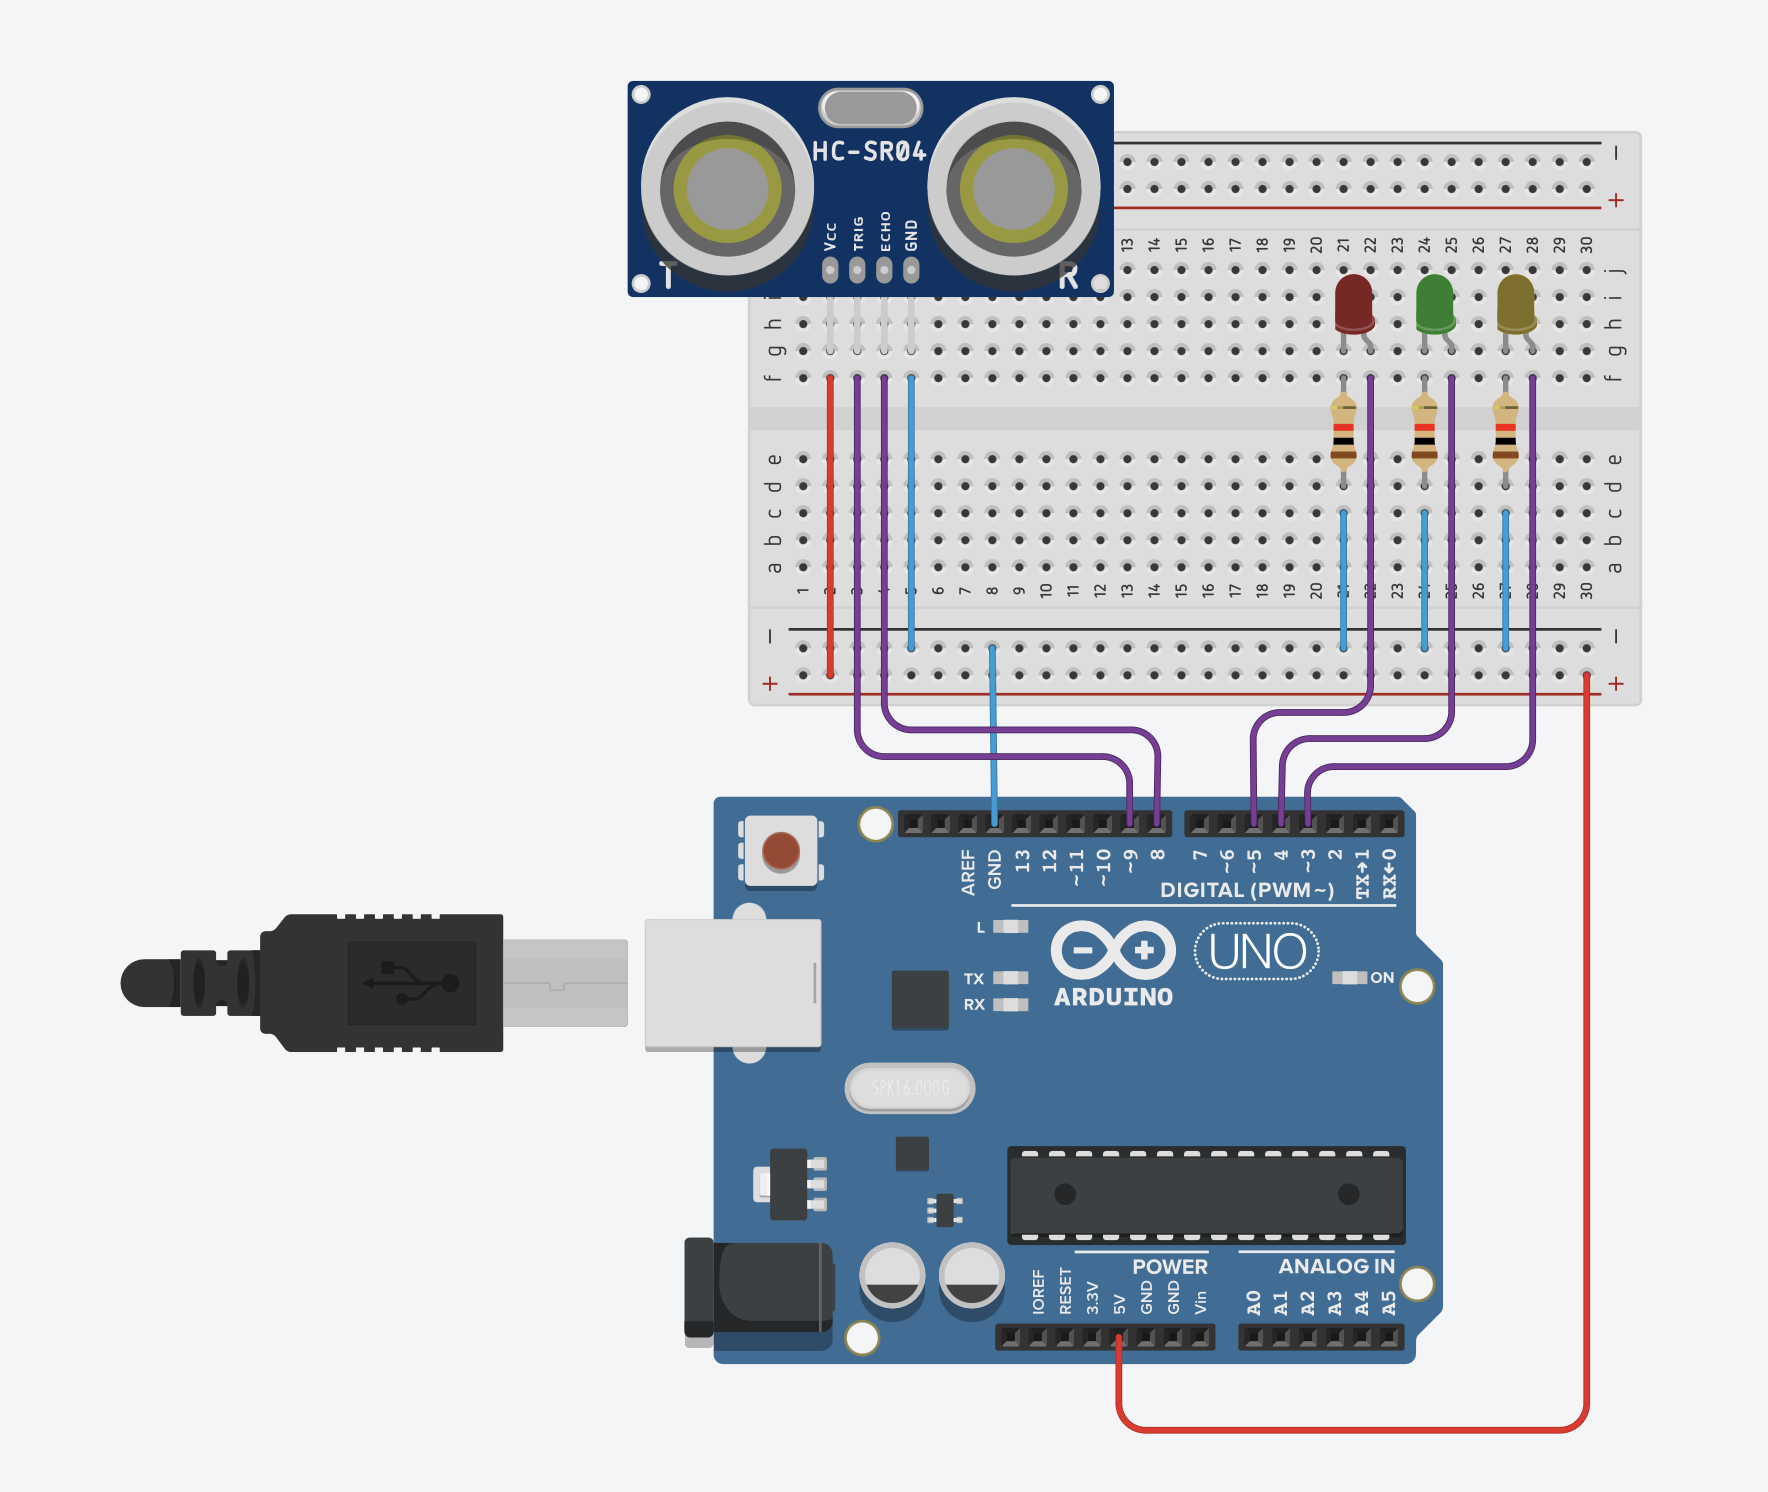 HC-SR04
VCC TRIG ECHO GND
T R
− −
+ +
13 14 15 16 17 18 19 20 21 22 23 24 25 26 27 28 29 30
j
i i
h h
g g
f f
e e
d d
c c
b b
a a
1 2 3 4 5 6 7 8 9 10 11 12 13 14 15 16 17 18 19 20 21 22 23 24 25 26 27 28 29 30
− −
+ +
AREF GND 13 12 ~11 ~10 ~9 8 7 ~6 ~5 4 ~3 2 TX→1 RX←0
DIGITAL (PWM~)
L
UNO
TX ON
RX
ARDUINO
SPK16.000G
POWER ANALOG IN
IOREF RESET 3.3V 5V GND GND Vin A0 A1 A2 A3 A4 A5